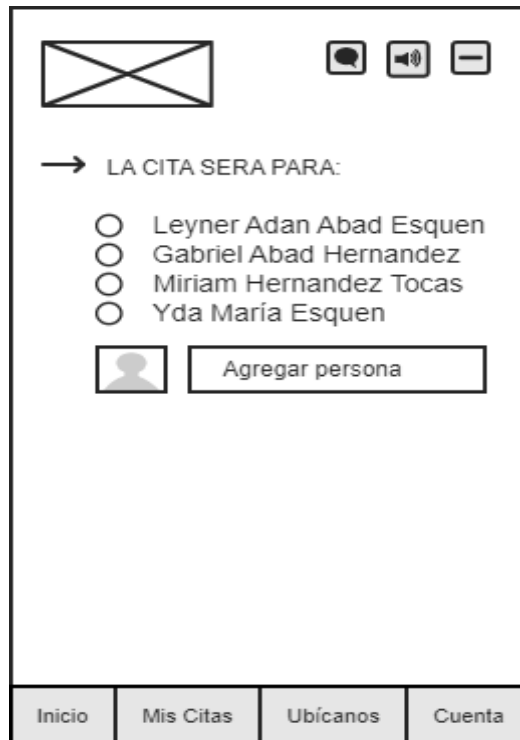 LA CITA SERA PARA:
Leyner Adan Abad Esquen
Gabriel Abad Hernandez
Miriam Hernandez Tocas
Yda María Esquen
Agregar persona
Inicio Mis Citas Ubícanos Cuenta